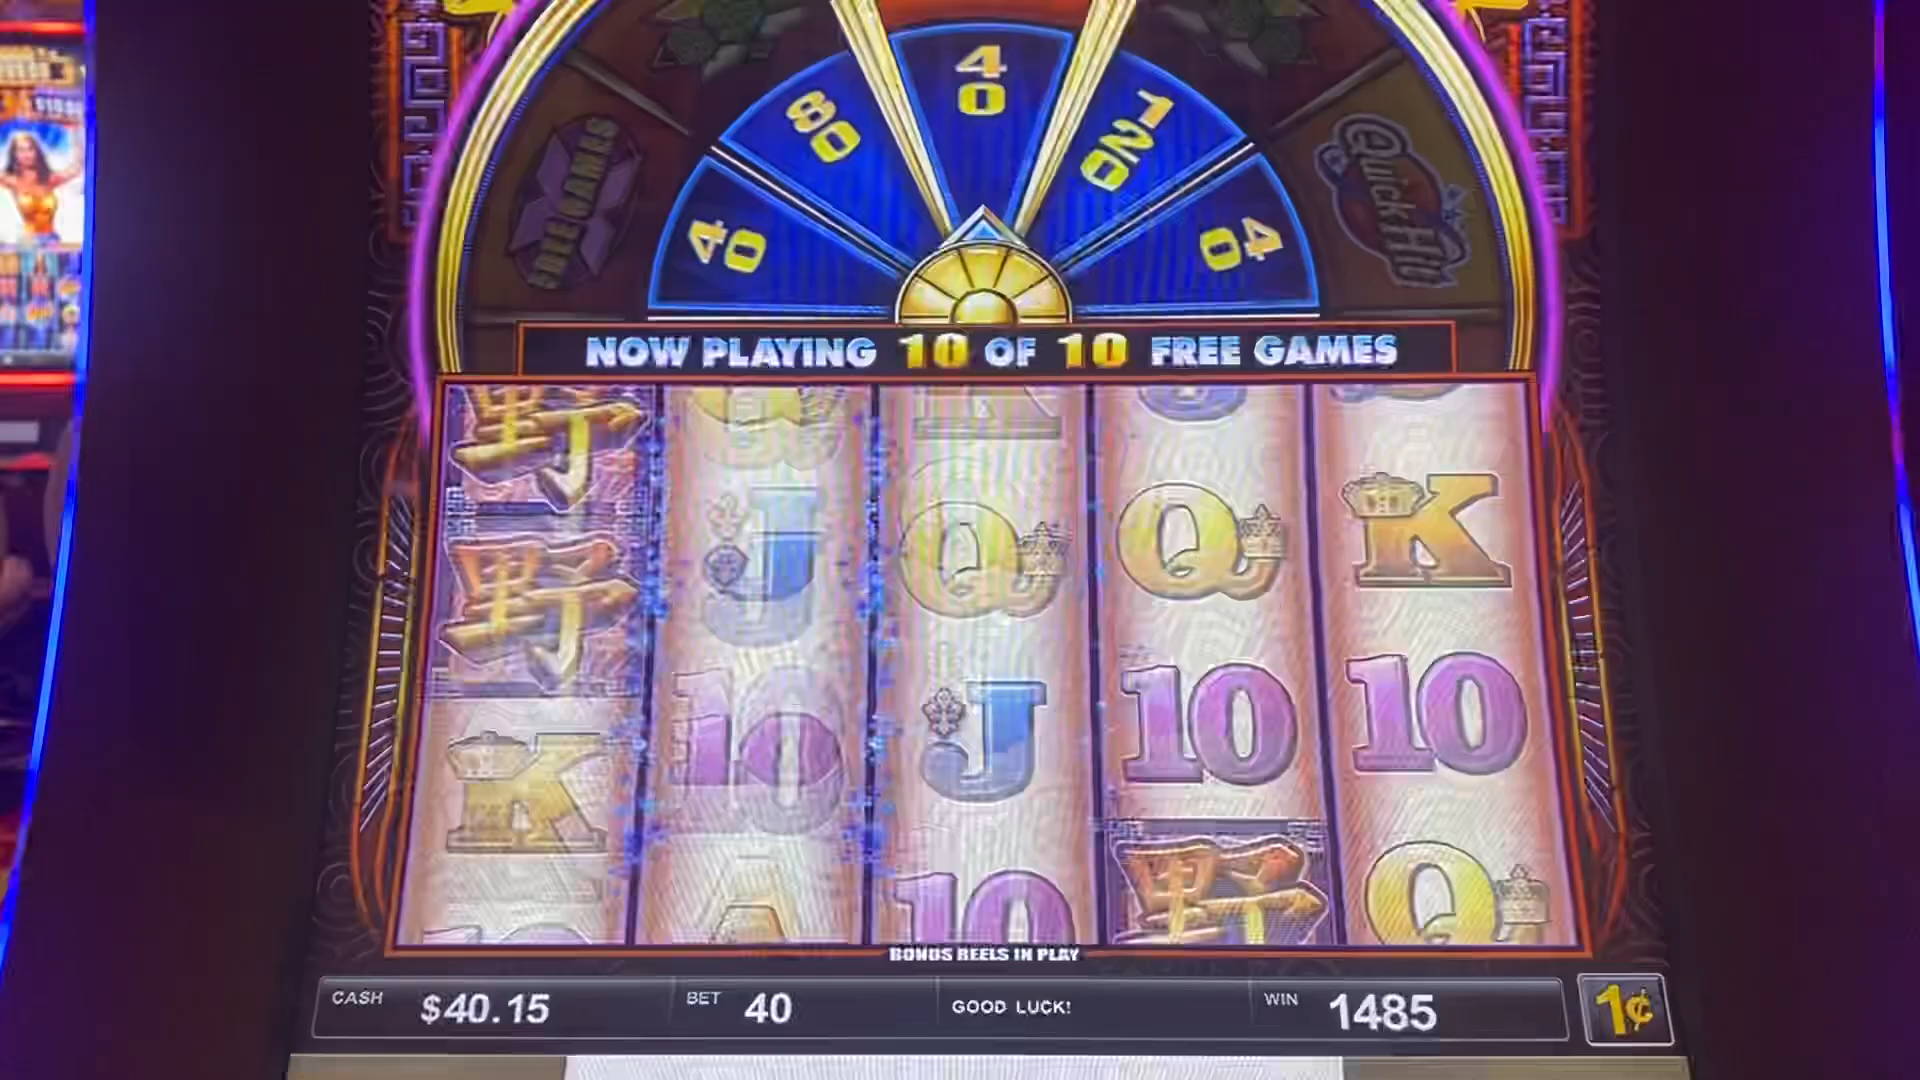 FREE GAMES
40
80
40
120
40
Quick Hit
NOW PLAYING 10 OF 10 FREE GAMES
野
野 J Q Q K
K 10 J 10 10
A 10 野 Q
BONUS REELS IN PLAY
CASH $40.15 BET 40 GOOD LUCK! WIN 1485 1¢